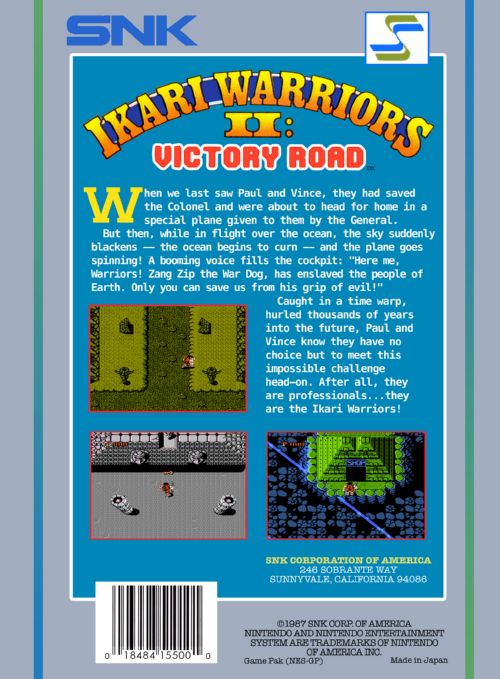 SNK
IKARI WARRIORS
II:
VICTORY ROAD™
When we last saw Paul and Vince, they had saved
the Colonel and were about to head for home in a
special plane given to them by the General.
But then, while in flight over the ocean, the sky suddenly
blackens — the ocean begins to curn — and the plane goes
spinning! A booming voice fills the cockpit: "Here me,
Warriors! Zang Zip the War Dog, has enslaved the people of
Earth. Only you can save us from his grip of evil!"
Caught in a time warp,
hurled thousands of years
into the future, Paul and
Vince know they have no
choice but to meet this
impossible challenge
head-on. After all, they
are professionals...they
are the Ikari Warriors!
SHOP
SNK CORPORATION OF AMERICA
246 SOBRANTE WAY
SUNNYVALE, CALIFORNIA 94086
0 18484 15500 0
©1987 SNK CORP. OF AMERICA
NINTENDO AND NINTENDO ENTERTAINMENT
SYSTEM ARE TRADEMARKS OF NINTENDO
OF AMERICA INC.
Game Pak (NES-GP) Made in Japan